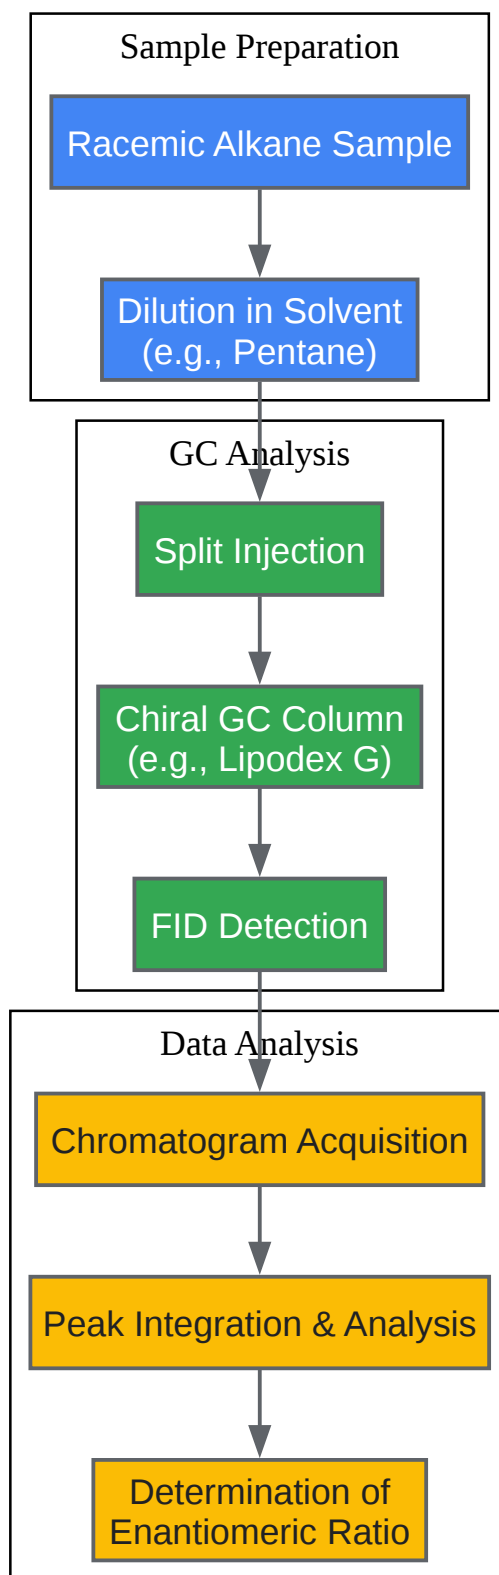 Sample Preparation
Racemic Alkane Sample
Dilution in Solvent
(e.g., Pentane)
GC Analysis
Split Injection
Chiral GC Column
(e.g., Lipodex G)
FID Detection
Data Analysis
Chromatogram Acquisition
Peak Integration & Analysis
Determination of
Enantiomeric Ratio